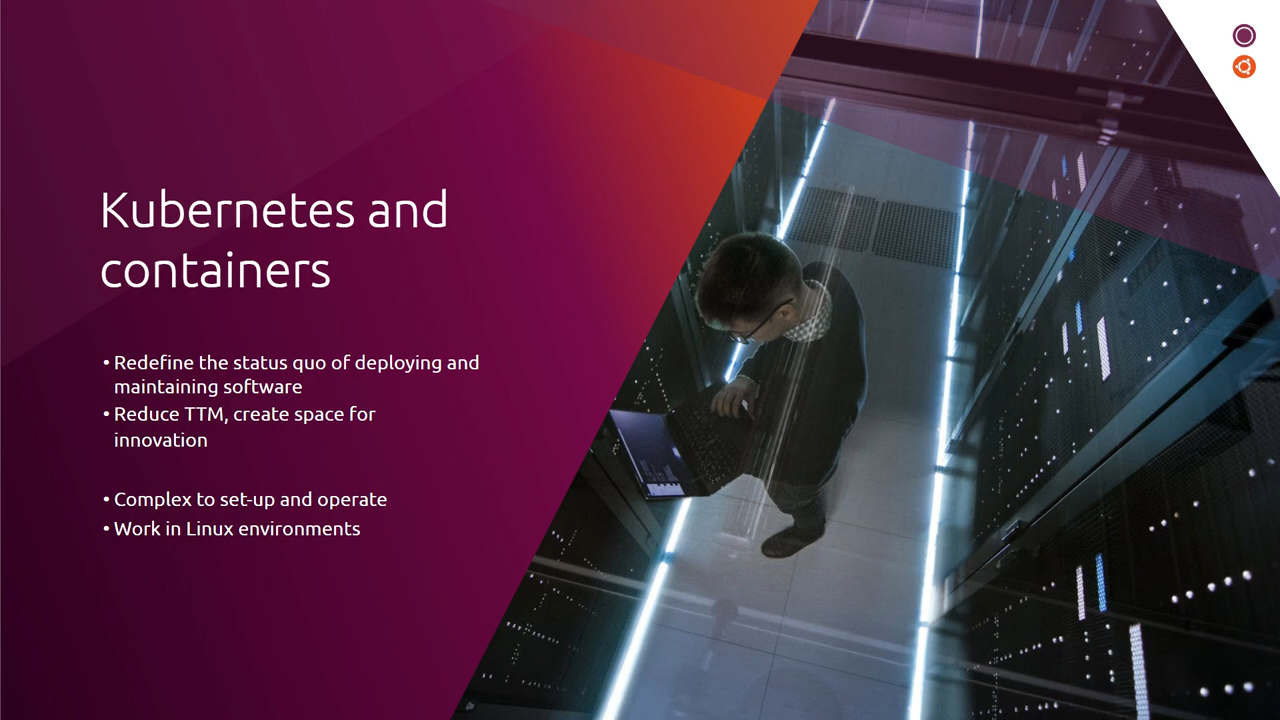 Kubernetes and
containers
• Redefine the status quo of deploying and
maintaining software
• Reduce TTM, create space for
innovation
• Complex to set-up and operate
• Work in Linux environments